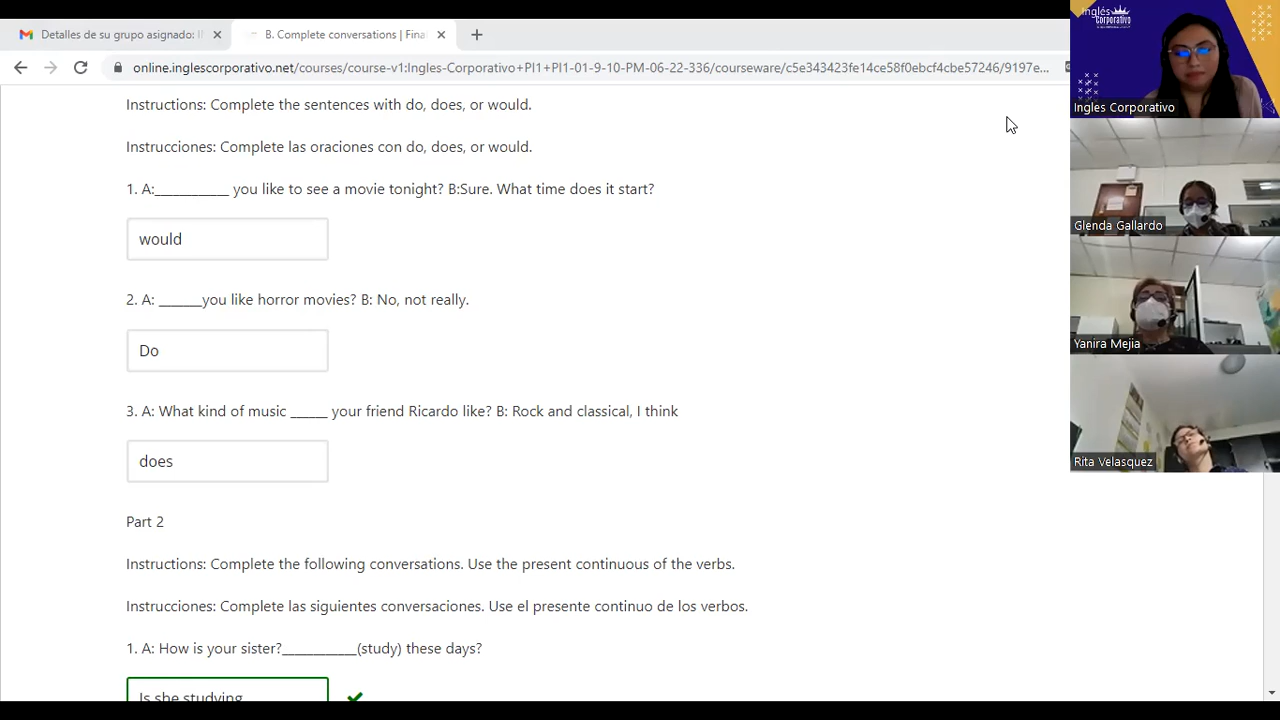 Detalles de su grupo asignado: I
B. Complete conversations | Fina
online.inglescorporativo.net/courses/course-v1:Ingles-Corporativo+PI1+PI1-01-9-10-PM-06-22-336/courseware/c5e343423fe14ce58f0ebcf4cbe57246/9197e...
Instructions: Complete the sentences with do, does, or would.
Instrucciones: Complete las oraciones con do, does, or would.
1. A:____________ you like to see a movie tonight? B:Sure. What time does it start?
would
2. A: _______you like horror movies? B: No, not really.
Do
3. A: What kind of music ______ your friend Ricardo like? B: Rock and classical, I think
does
Part 2
Instructions: Complete the following conversations. Use the present continuous of the verbs.
Instrucciones: Complete las siguientes conversaciones. Use el presente continuo de los verbos.
1. A: How is your sister?____________(study) these days?
Is she studying
Inglés
Corporativo
Ingles Corporativo
Glenda Gallardo
Yanira Mejia
Rita Velasquez